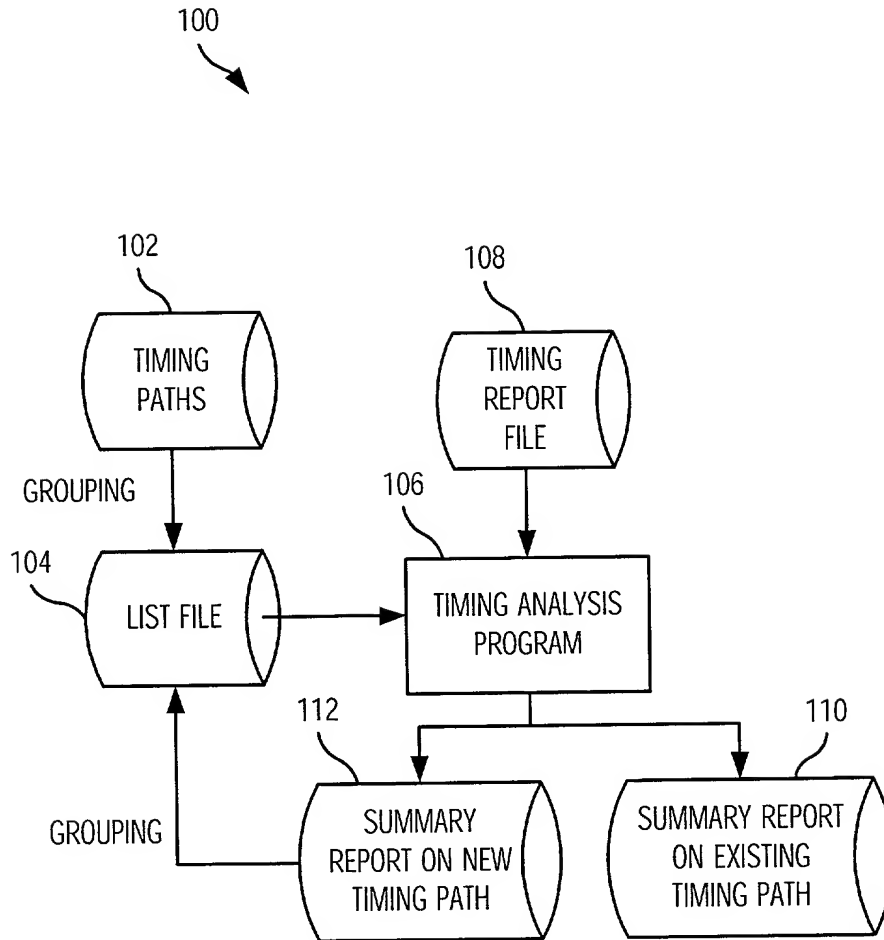 100
102
108
TIMING
PATHS
TIMING
REPORT
FILE
GROUPING
106
104
LIST FILE
TIMING ANALYSIS
PROGRAM
112
110
GROUPING
SUMMARY
REPORT ON NEW
TIMING PATH
SUMMARY REPORT
ON EXISTING
TIMING PATH